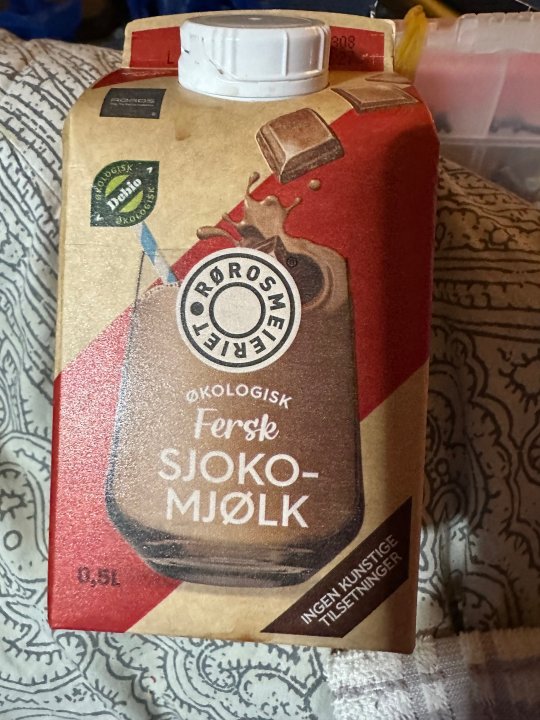 RØROS
ØKOLOGISK
Debio
ØKOLOGISK
RØROSMEIERIET
®
ØKOLOGISK
Fersk
SJOKO-
MJØLK
0,5L
INGEN KUNSTIGE
TILSETNINGER